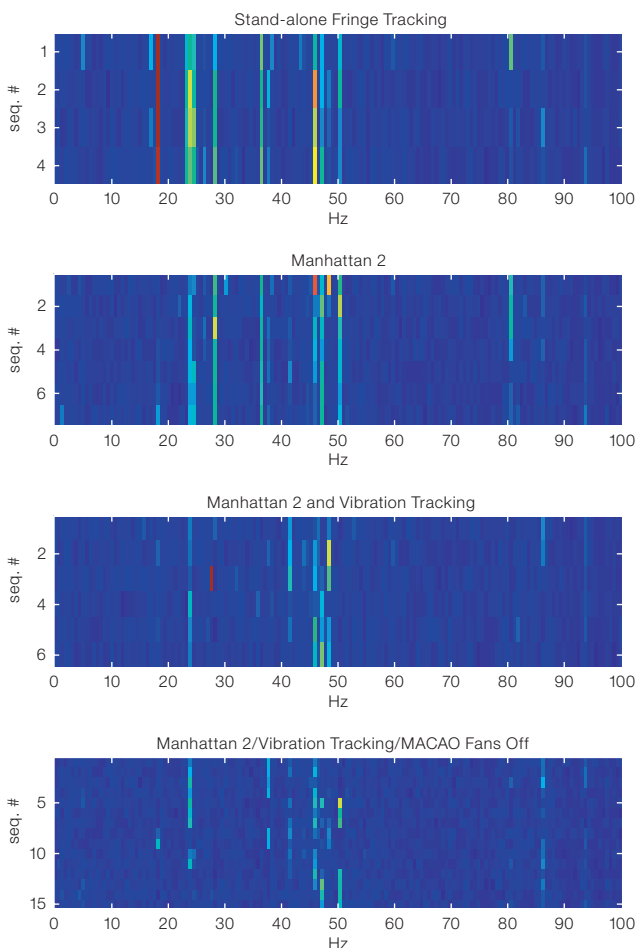 Stand-alone Fringe Tracking
seq. #
1
2
3
4
0 10 20 30 40 50 60 70 80 90 100
Hz
Manhattan 2
seq. #
2
4
6
0 10 20 30 40 50 60 70 80 90 100
Hz
Manhattan 2 and Vibration Tracking
seq. #
2
4
6
0 10 20 30 40 50 60 70 80 90 100
Hz
Manhattan 2/Vibration Tracking/MACAO Fans Off
seq. #
5
10
15
0 10 20 30 40 50 60 70 80 90 100
Hz